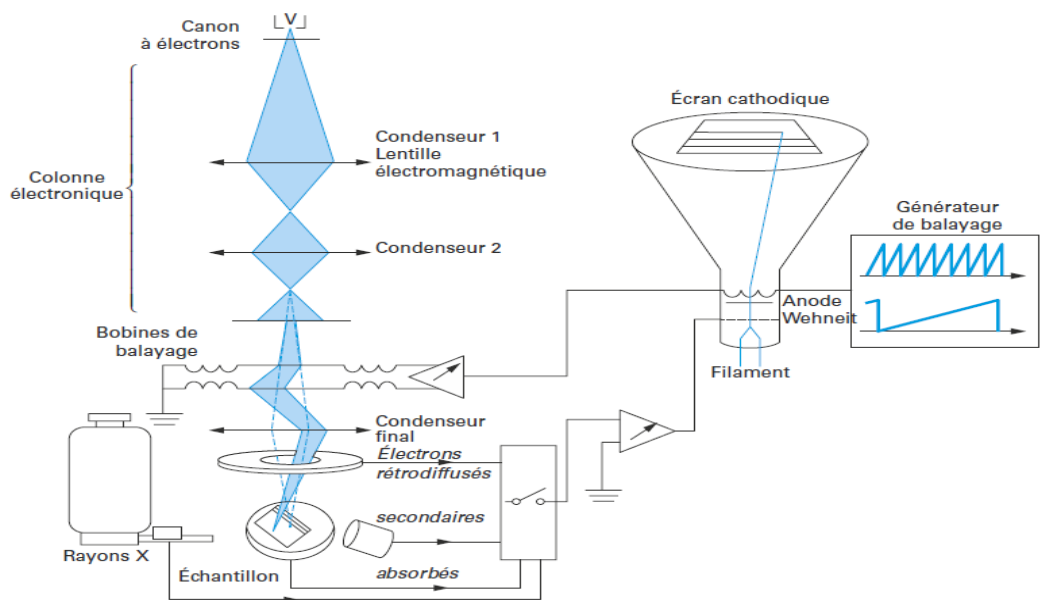 V
Canon
à électrons
Colonne
électronique
Condenseur 1
Lentille
électromagnétique
Condenseur 2
Bobines de
balayage
Condenseur
final
Électrons
rétrodiffusés
secondaires
absorbés
Échantillon
Rayons X
Écran cathodique
Générateur
de balayage
Anode
Wehneit
Filament